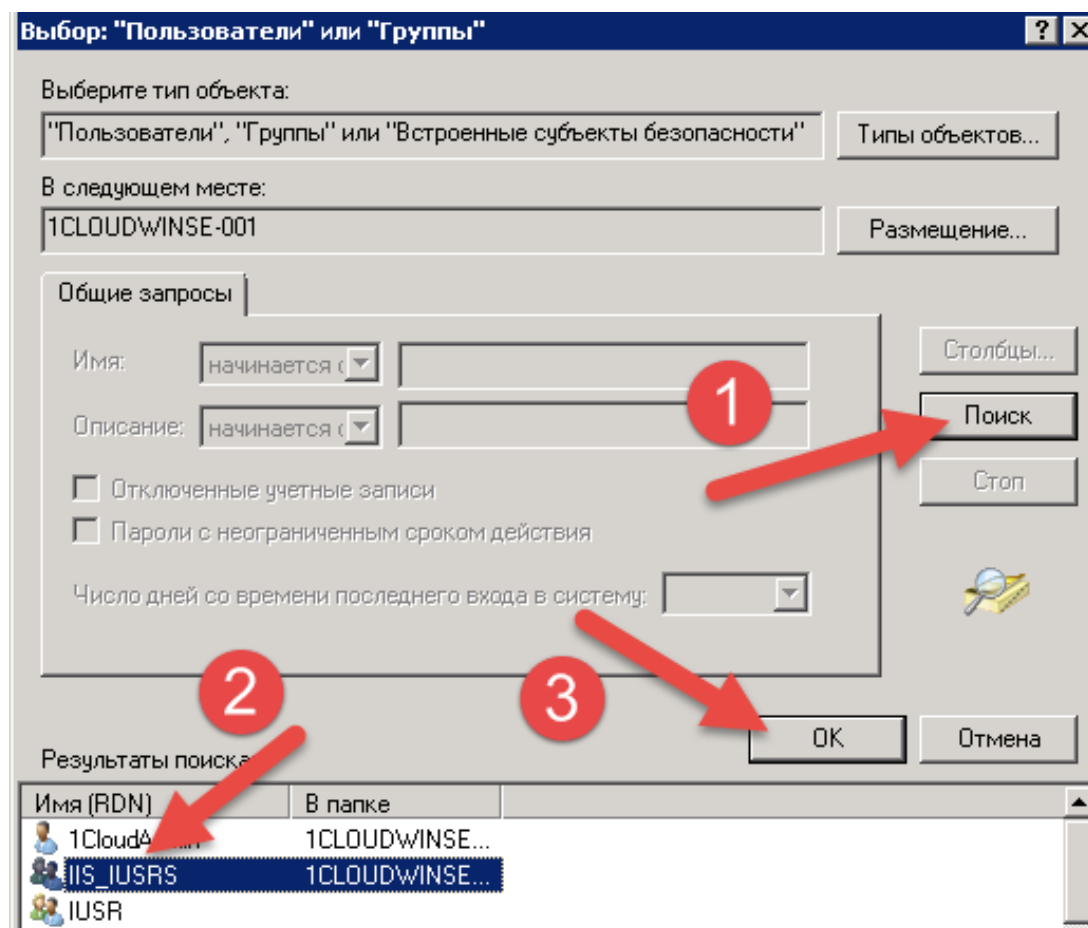 Выбор: "Пользователи" или "Группы"
Выберите тип объекта:
"Пользователи", "Группы" или "Встроенные субъекты безопасности"
Типы объектов...
В следующем месте:
1CLOUDWINSE-001
Размещение...
Общие запросы
Имя:
начинается с
Столбцы...
1
Поиск
Описание:
начинается с
Отключенные учетные записи
Стоп
Пароли с неограниченным сроком действия
Число дней со времени последнего входа в систему:
2
3
OK
Отмена
Результаты поиска
Имя (RDN)
В папке
1CLOUDWINSE...
IIS_IUSRS
1CLOUDWINSE...
IUSR